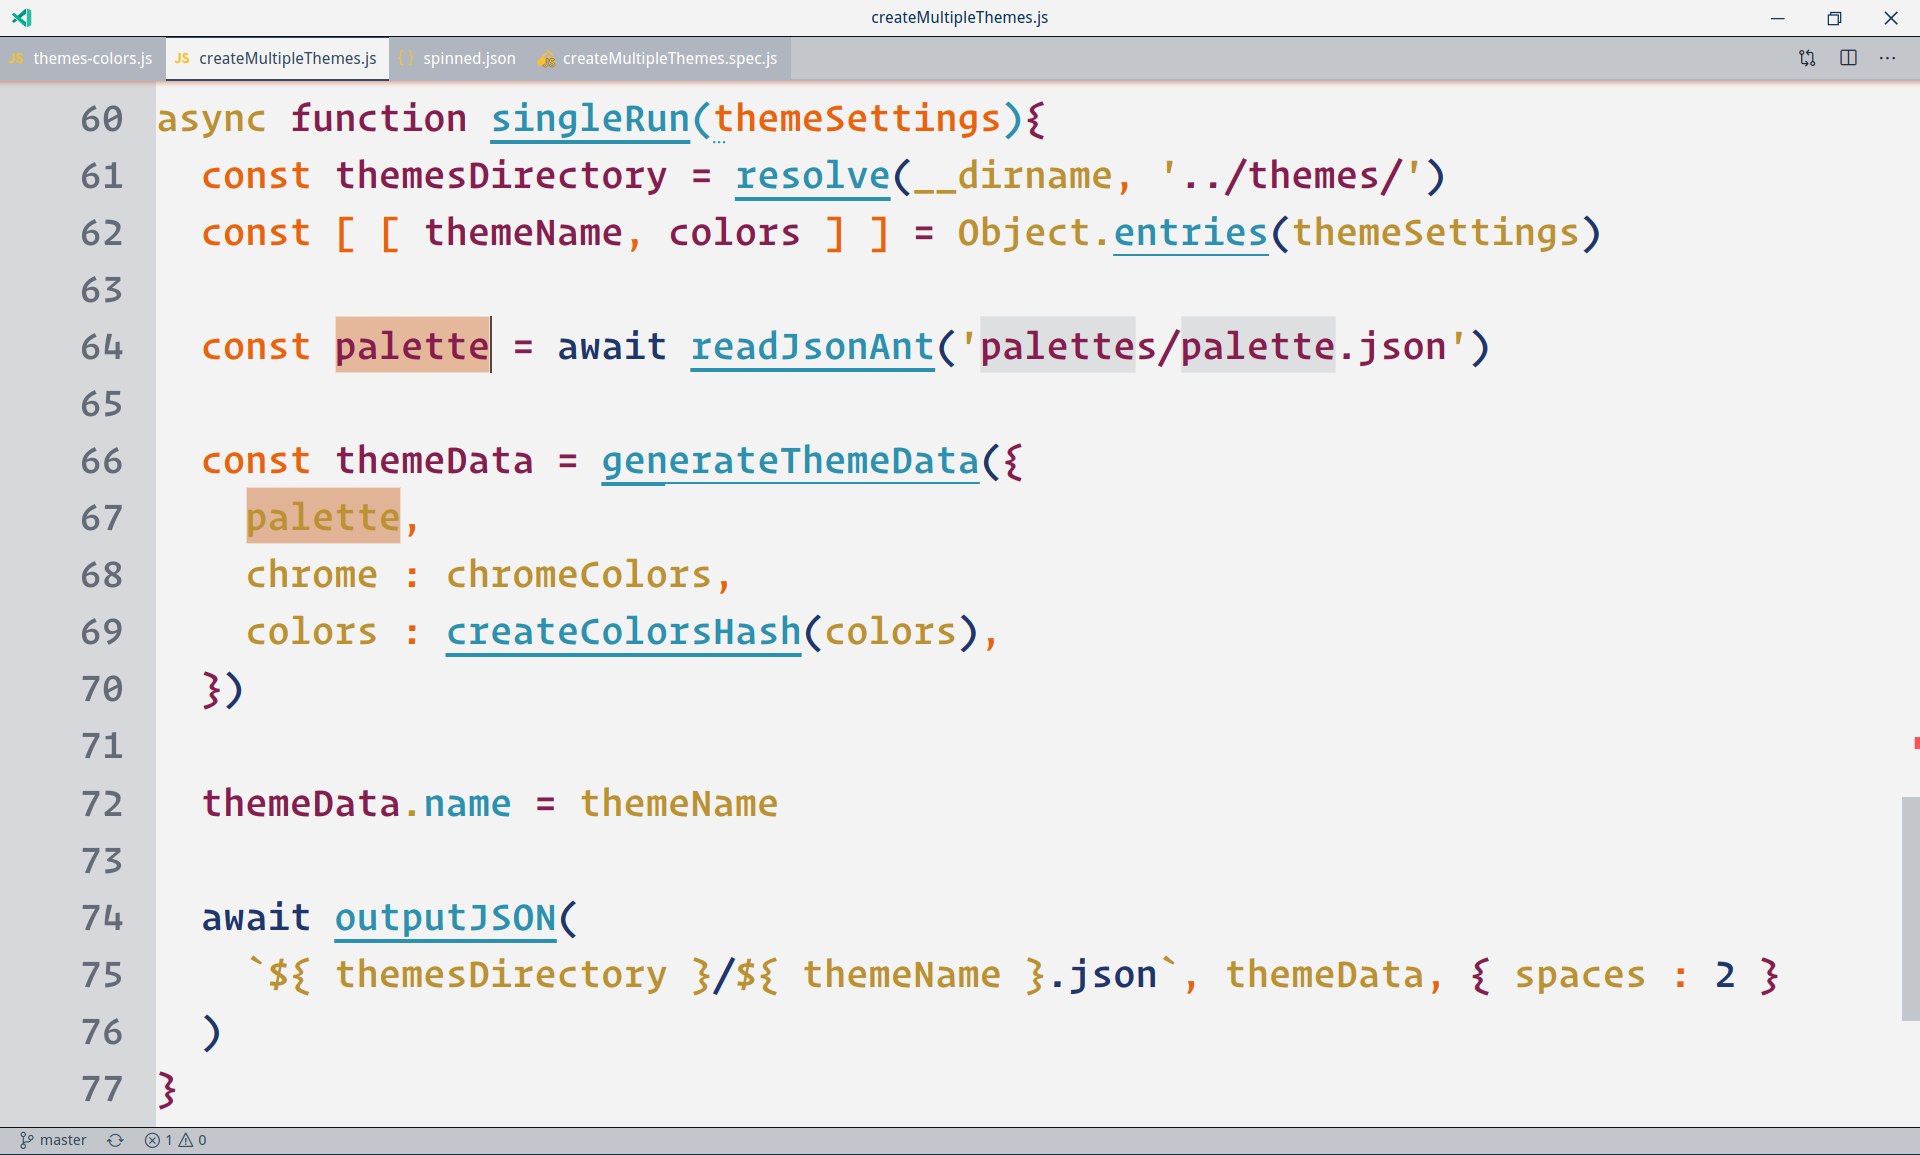 createMultipleThemes.js
JS themes-colors.js JS createMultipleThemes.js {} spinned.json createMultipleThemes.spec.js
60 async function singleRun(themeSettings){
61   const themesDirectory = resolve(__dirname, '../themes/')
62   const [ [ themeName, colors ] ] = Object.entries(themeSettings)
63
64   const palette = await readJsonAnt('palettes/palette.json')
65
66   const themeData = generateThemeData({
67     palette,
68     chrome : chromeColors,
69     colors : createColorsHash(colors),
70   })
71
72   themeData.name = themeName
73
74   await outputJSON(
75     `${ themesDirectory }/${ themeName }.json`, themeData, { spaces : 2 }
76   )
77 }
master 1 0